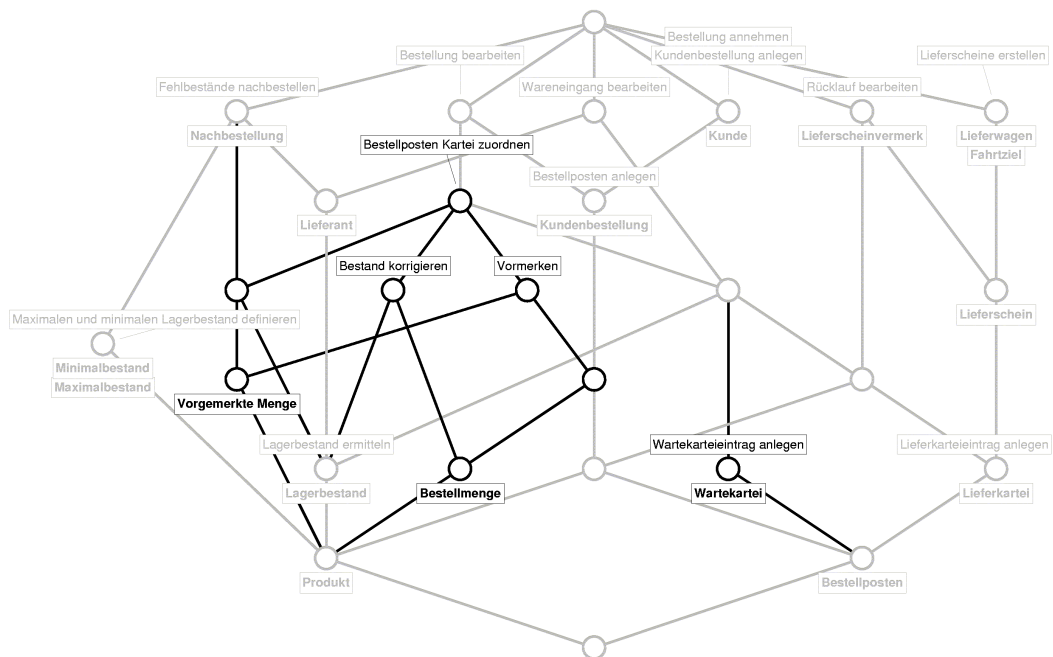 Bestellung annehmen
Bestellung bearbeiten
Kundenbestellung anlegen
Lieferscheine erstellen
Fehlbestände nachbestellen
Wareneingang bearbeiten
Rücklauf bearbeiten
Nachbestellung
Kunde
Lieferscheinvermerk
Lieferwagen
Bestellposten Kartei zuordnen
Fahrtziel
Bestellposten anlegen
Lieferant
Kundenbestellung
Bestand korrigieren
Vormerken
Maximalen und minimalen Lagerbestand definieren
Lieferschein
Minimalbestand
Maximalbestand
Vorgemerkte Menge
Lagerbestand ermitteln
Wartekarteieintrag anlegen
Lieferkarteieintrag anlegen
Lagerbestand
Bestellmenge
Wartekartei
Lieferkartei
Produkt
Bestellposten